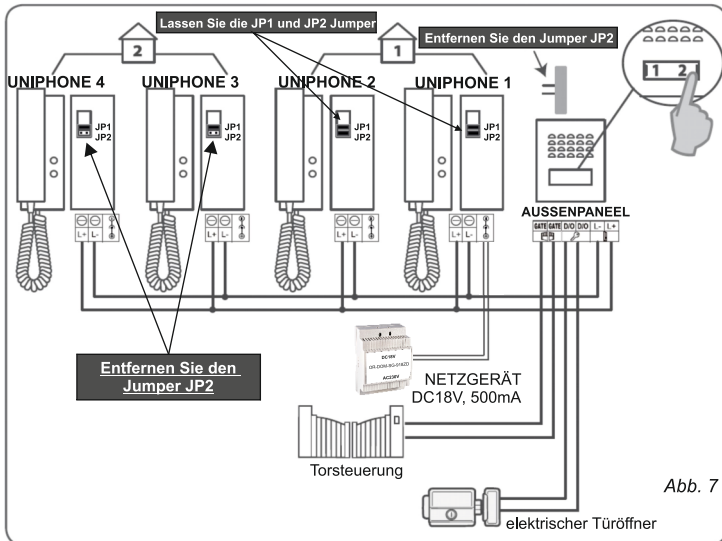 Lassen Sie die JP1 und JP2 Jumper
Entfernen Sie den Jumper JP2
2
1
1 2
UNIPHONE 4
UNIPHONE 3
UNIPHONE 2
UNIPHONE 1
JP1
JP2
JP1
JP2
JP1
JP2
JP1
JP2
AUSSENPANEEL
GATE GATE D/O D/O L- L+
L+ L-
L+ L-
L+ L-
L+ L-
Entfernen Sie den
Jumper JP2
DC18V
AC230V
NETZGERÄT
DC18V, 500mA
Torsteuerung
Abb. 7
elektrischer Türöffner